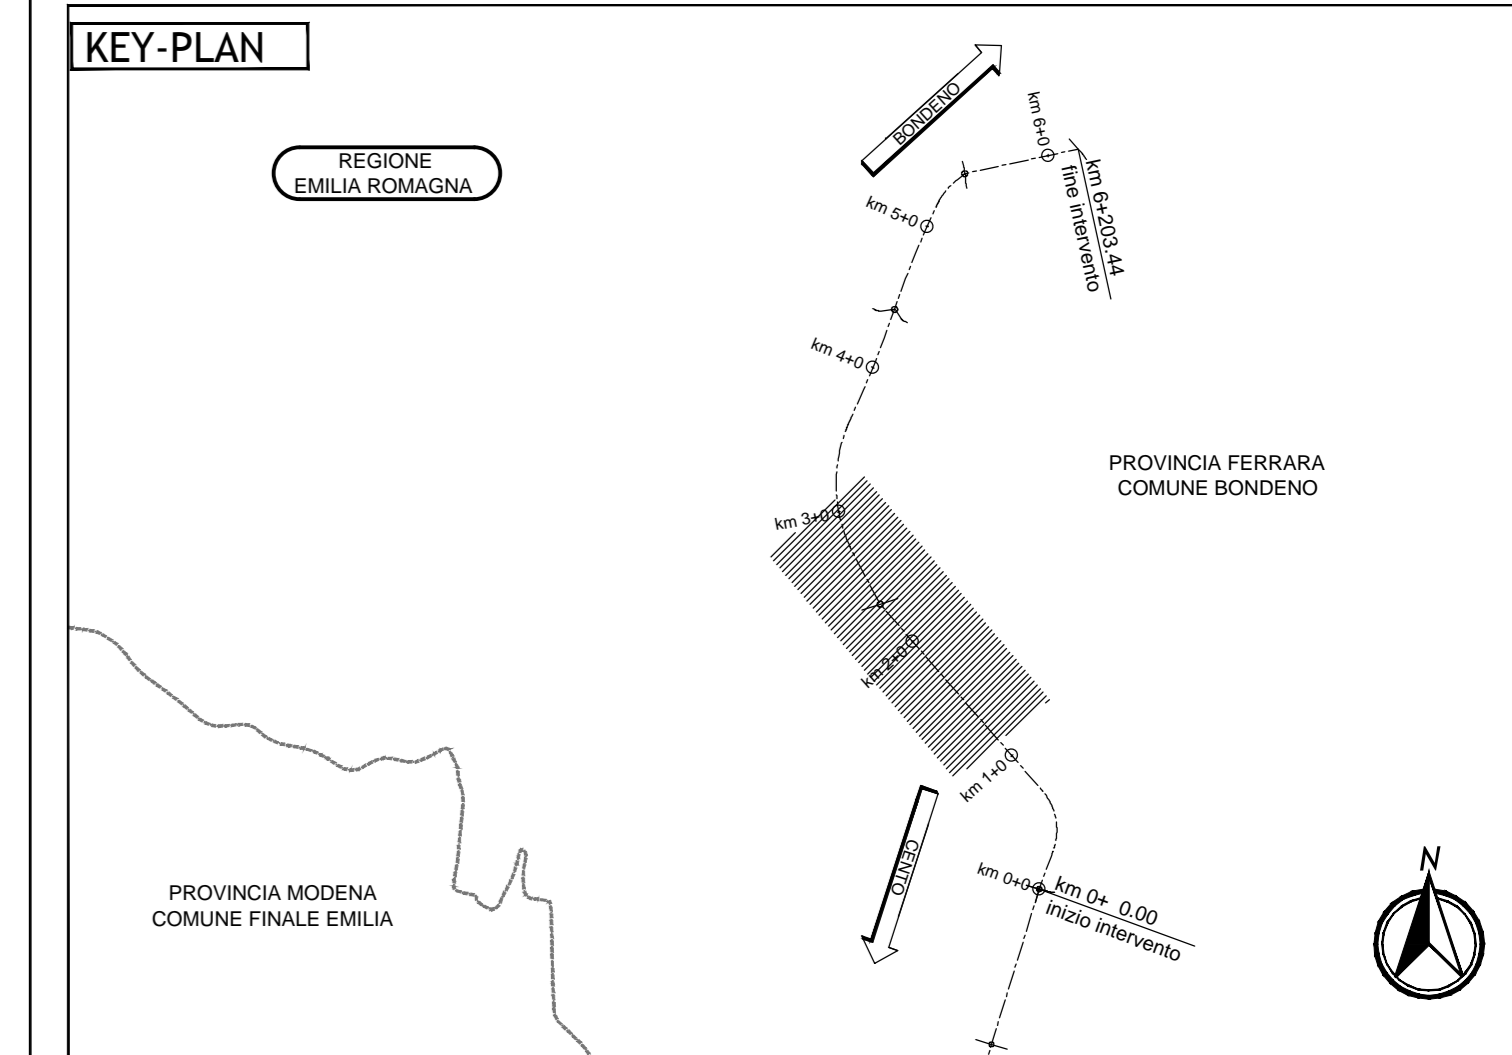 KEY-PLAN
REGIONE
EMILIA ROMAGNA
BONDENO
km 6+0
km 6+203.44
fine intervento
km 5+0
km 4+0
PROVINCIA FERRARA
COMUNE BONDENO
km 3+0
km 2+0
km 1+0
CENTO
km 0+0
km 0+ 0.00
inizio intervento
PROVINCIA MODENA
COMUNE FINALE EMILIA
N